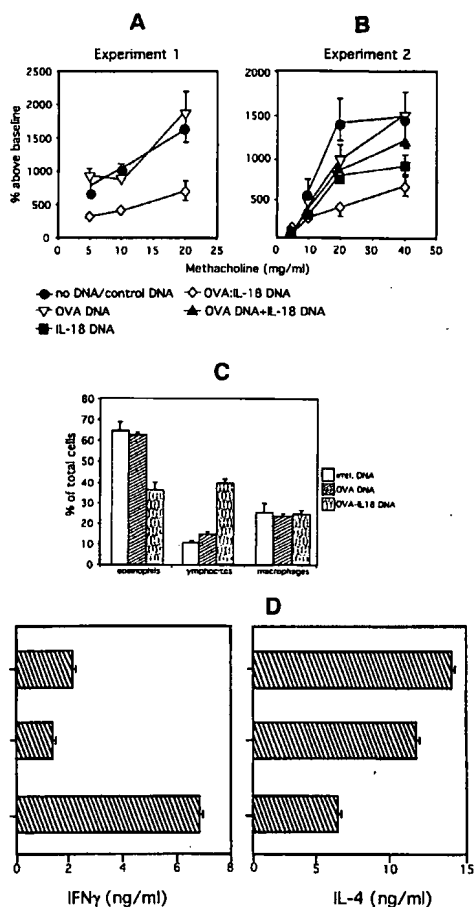 A
B
Experiment 1
Experiment 2
% above baseline
2500
2000
1500
1000
500
0
0 5 10 15 20 25
2000
1500
1000
500
0 10 20 30 40 50
Methacholine (mg/ml)
no DNA/control DNA
OVA:IL-18 DNA
OVA DNA
OVA DNA+IL-18 DNA
IL-18 DNA
C
% of total cells
80
70
60
50
40
30
20
10
0
DNA
OVA DNA
OVA-IL18 DNA
macrophages
D
0 2 4 6 8
IFNγ (ng/ml)
0 5 10 15
IL-4 (ng/ml)